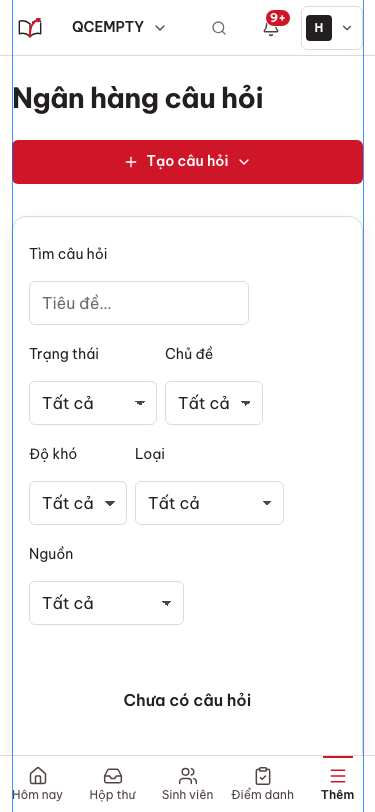 QCEMPTY
9+
H
Ngân hàng câu hỏi
Tạo câu hỏi
Tìm câu hỏi
Tiêu đề...
Trạng thái Chủ đề
Tất cả Tất cả
Độ khó Loại
Tất cả Tất cả
Nguồn
Tất cả
Chưa có câu hỏi
Hôm nay Hộp thư Sinh viên Điểm danh Thêm